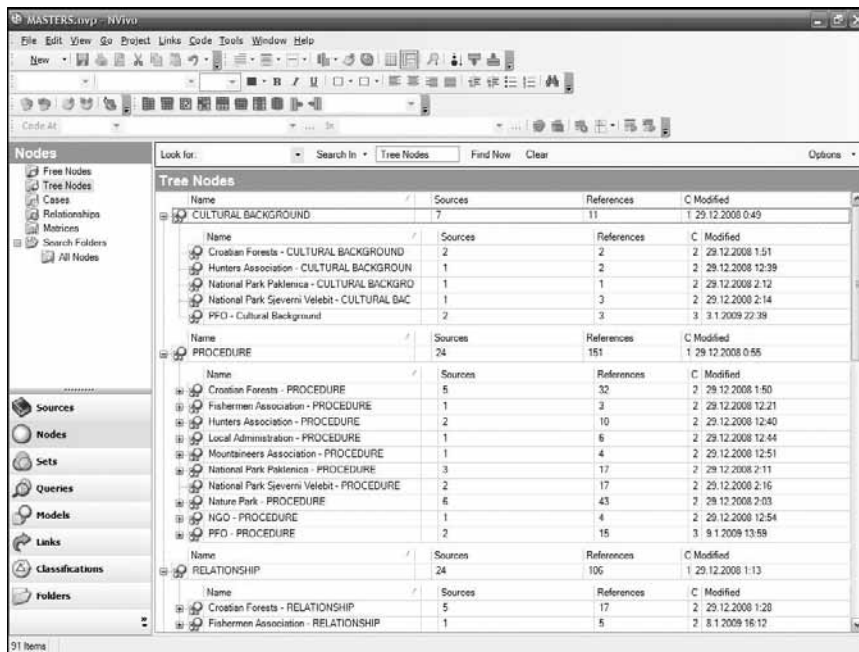 MASTERS.nvp - NVivo
File Edit View Go Project Links Code Tools Window Help
New
B I U
Code At In
Nodes
Free Nodes
Tree Nodes
Cases
Relationships
Matrices
Search Folders
All Nodes
Sources
Nodes
Sets
Queries
Models
Links
Classifications
Folders
Look for: Search In Tree Nodes Find Now Clear Options
Tree Nodes
Name Sources References C Modified
CULTURAL BACKGROUND 7 11 1 29.12.2008 0:49
Name Sources References C Modified
Croatian Forests - CULTURAL BACKGROUND 2 2 2 29.12.2008 1:51
Hunters Association - CULTURAL BACKGROUN 1 2 2 29.12.2008 12:39
National Park Paklenica - CULTURAL BACKGRO 1 1 2 29.12.2008 2:12
National Park Sjeverni Velebit - CULTURAL BAC 1 3 2 29.12.2008 2:14
PFO - Cultural Background 2 3 3 3.1.2009 22:39
Name Sources References C Modified
PROCEDURE 24 151 1 29.12.2008 0:55
Name Sources References C Modified
Croatian Forests - PROCEDURE 5 32 2 29.12.2008 1:50
Fishermen Association - PROCEDURE 1 3 2 29.12.2008 12:21
Hunters Association - PROCEDURE 2 10 2 29.12.2008 12:40
Local Administration - PROCEDURE 1 6 2 29.12.2008 12:44
Mountaineers Association - PROCEDURE 1 4 2 29.12.2008 12:51
National Park Paklenica - PROCEDURE 3 17 2 29.12.2008 2:11
National Park Sjeverni Velebit - PROCEDURE 2 17 2 29.12.2008 2:16
Nature Park - PROCEDURE 6 43 2 29.12.2008 2:03
NGO - PROCEDURE 1 4 2 29.12.2008 12:54
PFO - PROCEDURE 2 15 3 9.1.2009 13:59
Name Sources References C Modified
RELATIONSHIP 24 106 1 29.12.2008 1:13
Name Sources References C Modified
Croatian Forests - RELATIONSHIP 5 17 2 29.12.2008 1:28
Fishermen Association - RELATIONSHIP 1 5 2 8.1.2009 16:12
91 Items